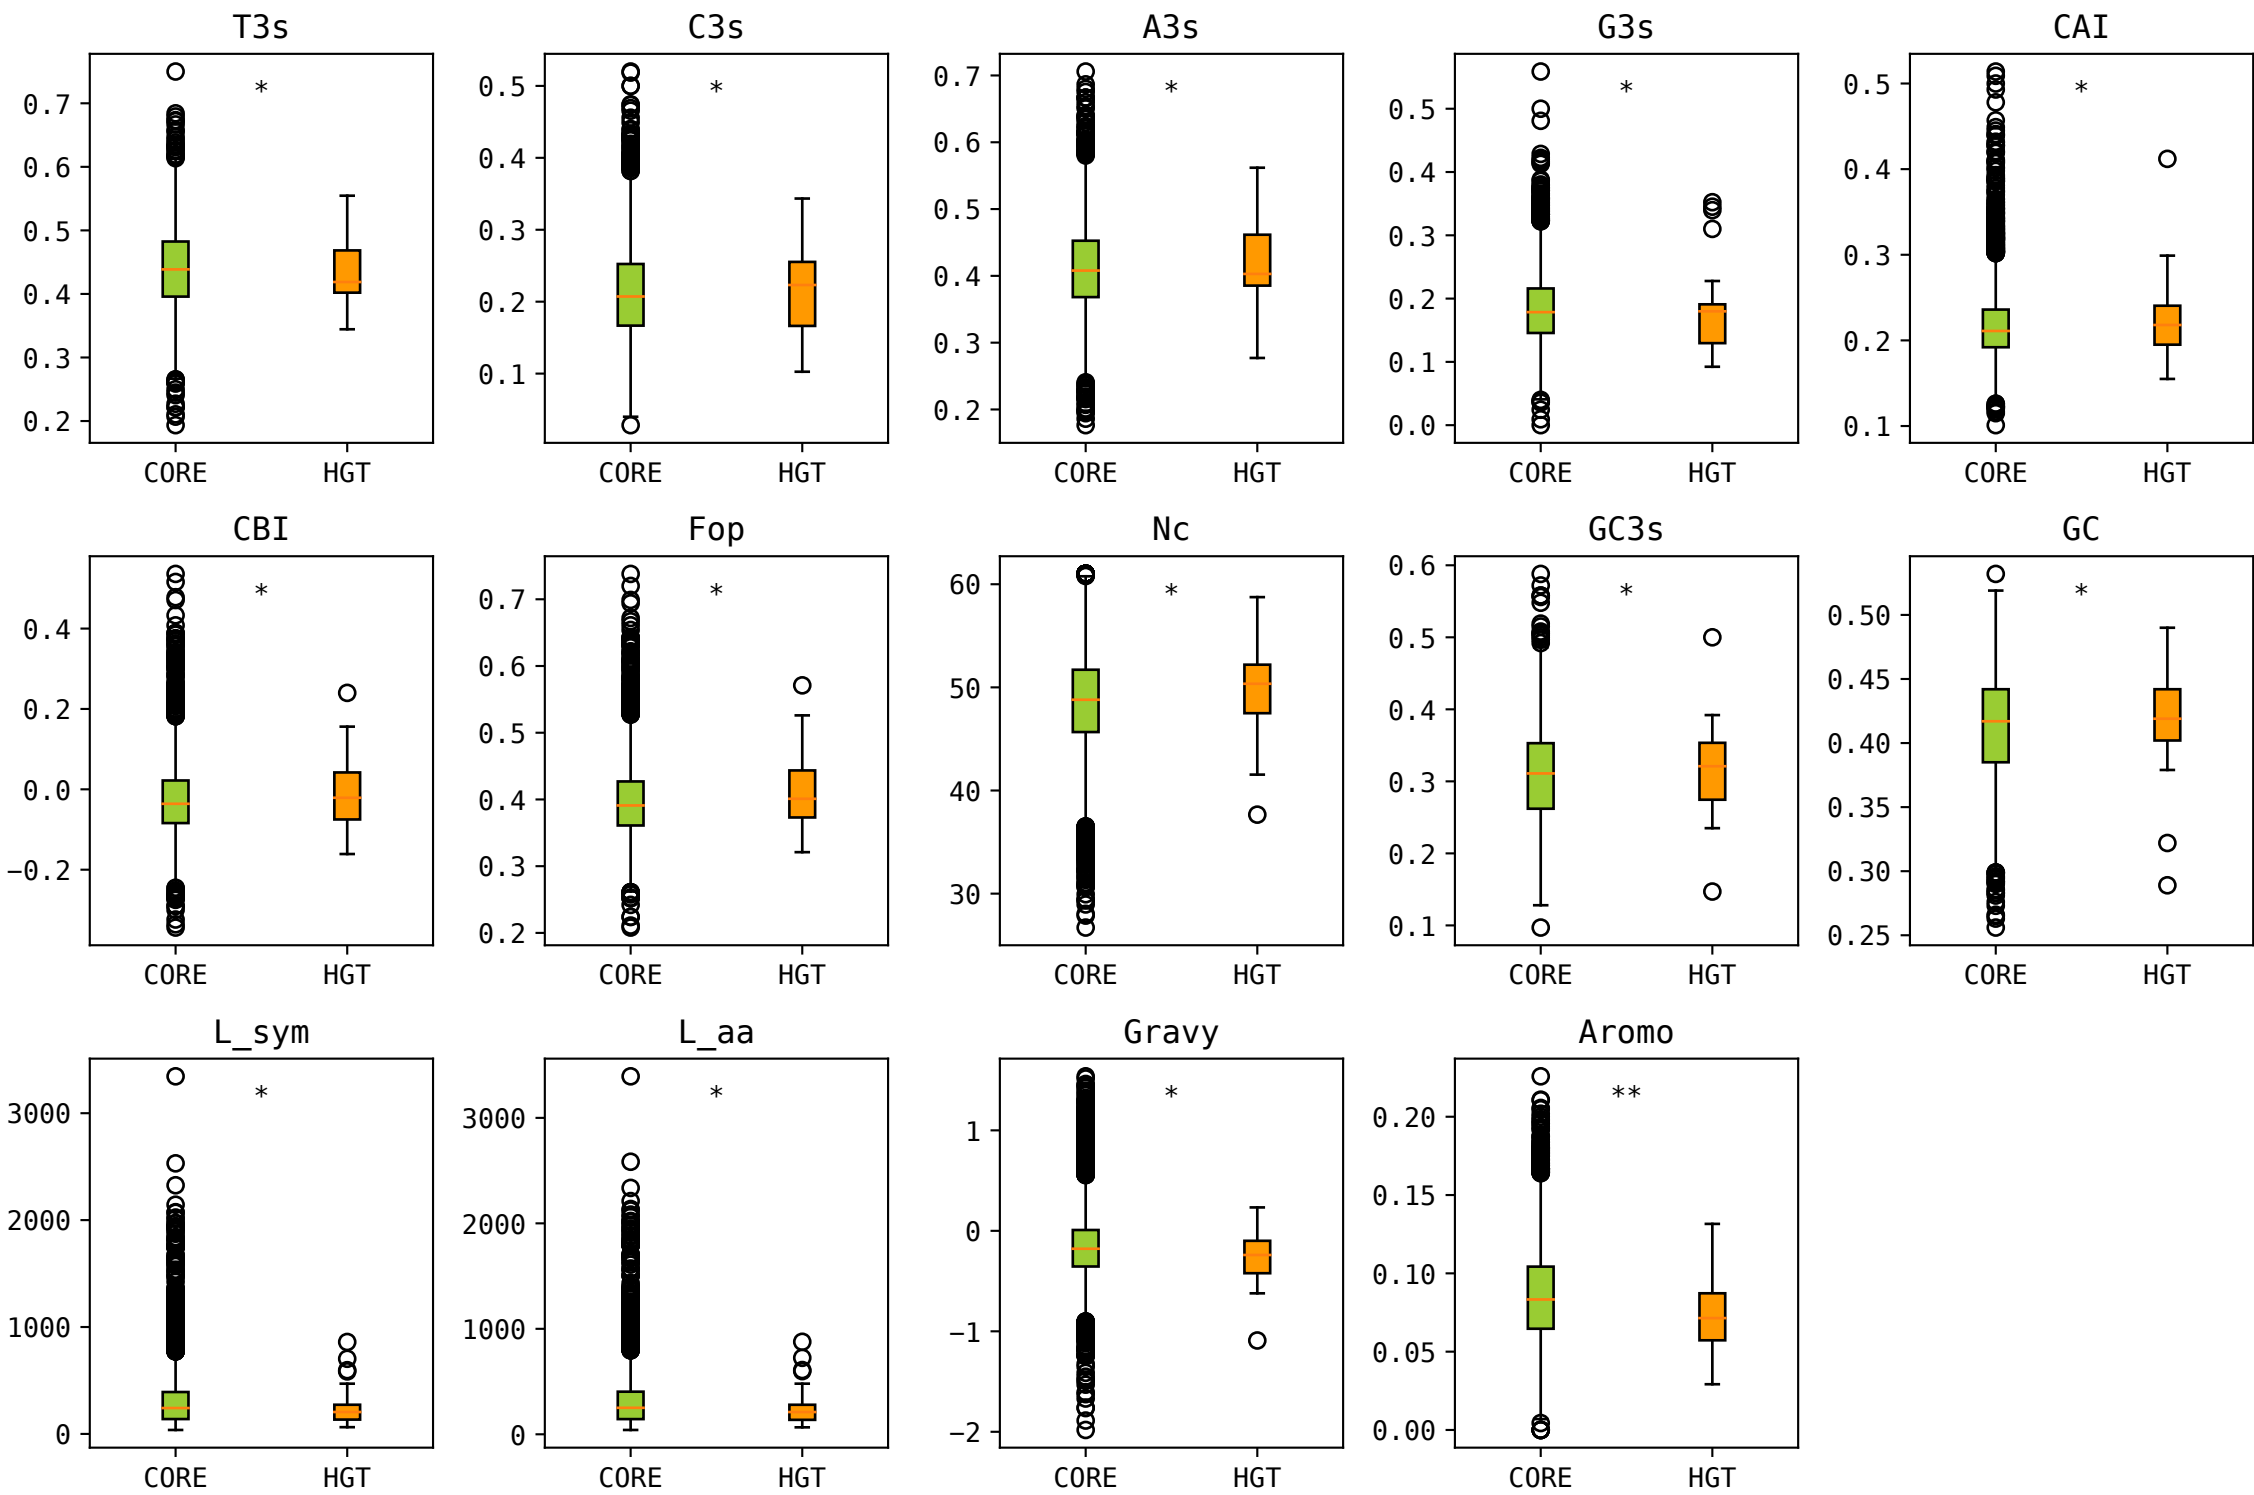 T3s
C3s
A3s
G3s
CAI
0.7
0.6
0.5
0.4
0.3
0.2
*
CORE
HGT
0.5
0.4
0.3
0.2
0.1
*
CORE
HGT
0.7
0.6
0.5
0.4
0.3
0.2
*
CORE
HGT
0.5
0.4
0.3
0.2
0.1
0.0
*
CORE
HGT
0.5
0.4
0.3
0.2
0.1
*
CORE
HGT
CBI
Fop
Nc
GC3s
GC
0.4
0.2
0.0
−0.2
*
CORE
HGT
0.7
0.6
0.5
0.4
0.3
0.2
*
CORE
HGT
60
50
40
30
*
CORE
HGT
0.6
0.5
0.4
0.3
0.2
0.1
*
CORE
HGT
0.50
0.45
0.40
0.35
0.30
0.25
*
CORE
HGT
L_sym
L_aa
Gravy
Aromo
3000
2000
1000
0
*
CORE
HGT
3000
2000
1000
0
*
CORE
HGT
1
0
−1
−2
*
CORE
HGT
0.20
0.15
0.10
0.05
0.00
**
CORE
HGT